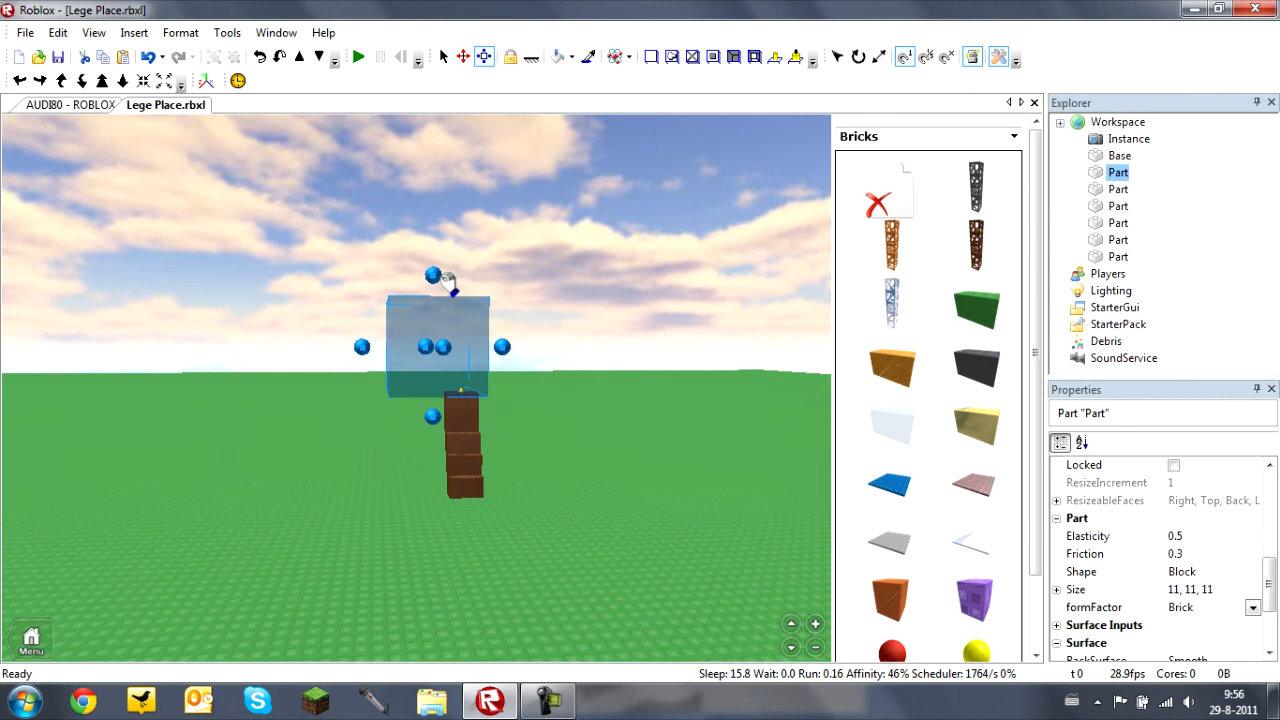 Roblox - [Lege Place.rbxl]
File Edit View Insert Format Tools Window Help
AUDI80 - ROBLOX Lege Place.rbxl
Bricks
Menu
Explorer
Workspace
Instance
Base
Part
Part
Part
Part
Part
Part
Players
Lighting
StarterGui
StarterPack
Debris
SoundService
Properties
Part "Part"
Locked
ResizeIncrement 1
ResizeableFaces Right, Top, Back, L
Part
Elasticity 0.5
Friction 0.3
Shape Block
Size 11, 11, 11
formFactor Brick
Surface Inputs
Surface
BackSurface Smooth
Ready Sleep: 15.8 Wait: 0.0 Run: 0.16 Affinity: 46% Scheduler: 1764/s 0% t 0 28.9fps Cores: 0 0B
9:56
29-8-2011